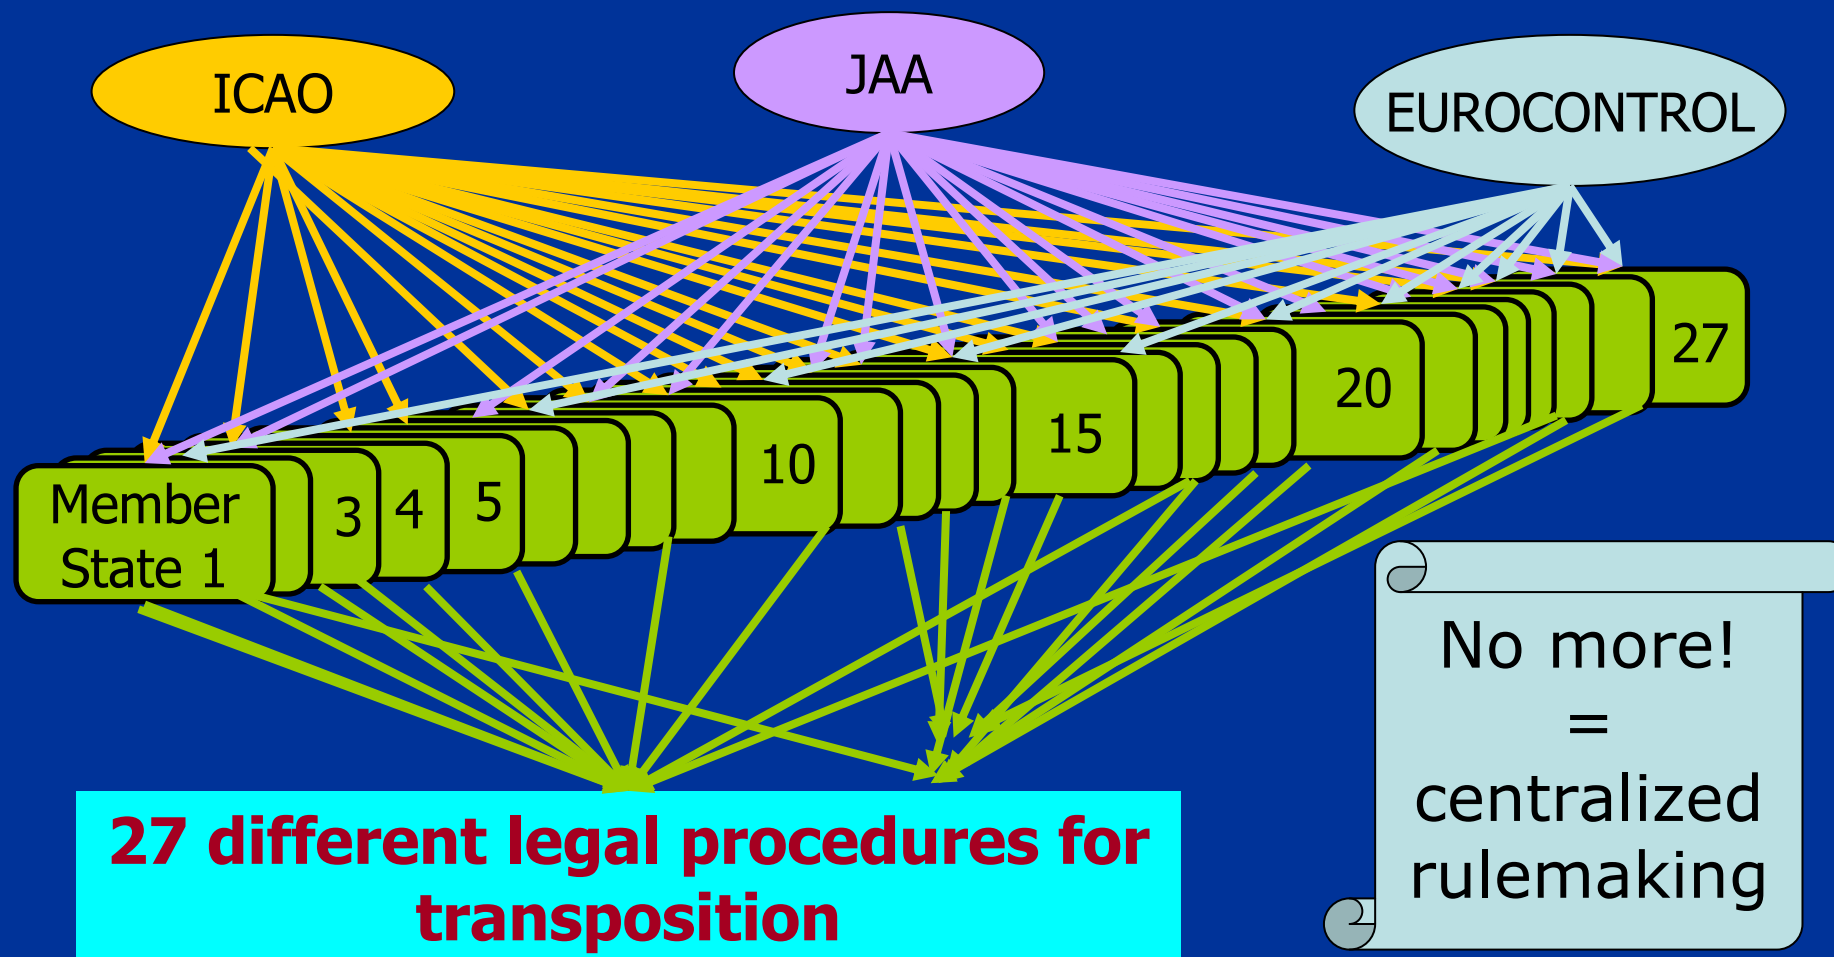 ICAO
JAA
EUROCONTROL
27
20
15
10
5
4
3
Member
State 1
No more!
=
centralized
rulemaking
27 different legal procedures for
transposition